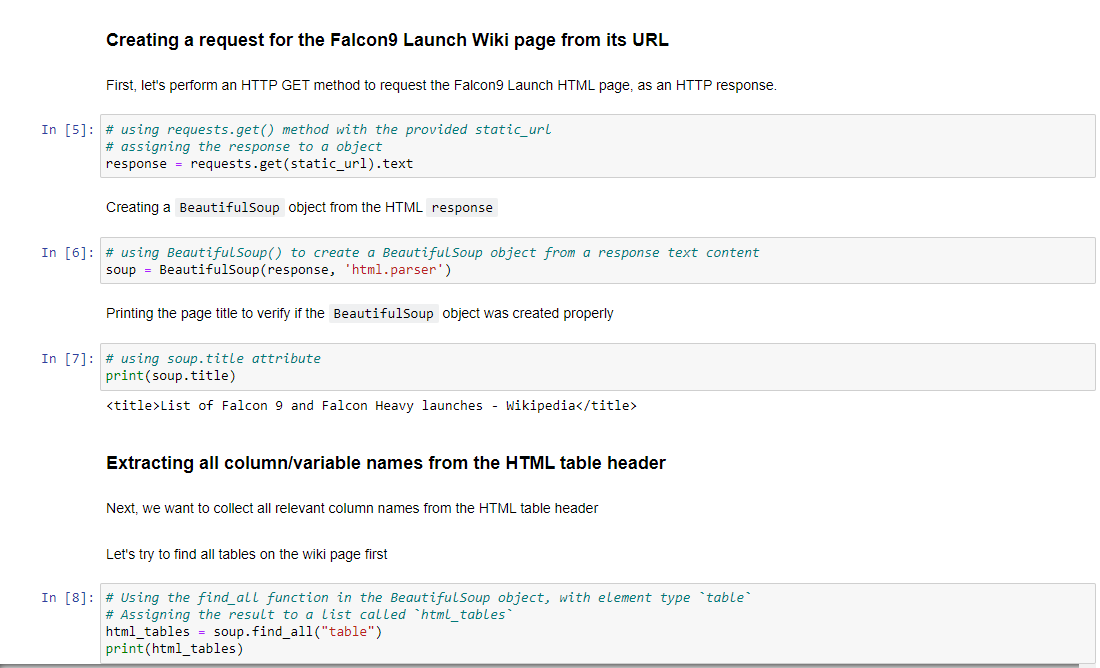 Creating a request for the Falcon9 Launch Wiki page from its URL
First, let's perform an HTTP GET method to request the Falcon9 Launch HTML page, as an HTTP response.
In [5]: # using requests.get() method with the provided static_url
# assigning the response to a object
response = requests.get(static_url).text
Creating a BeautifulSoup object from the HTML response
In [6]: # using BeautifulSoup() to create a BeautifulSoup object from a response text content
soup = BeautifulSoup(response, 'html.parser')
Printing the page title to verify if the BeautifulSoup object was created properly
In [7]: # using soup.title attribute
print(soup.title)
<title>List of Falcon 9 and Falcon Heavy launches - Wikipedia</title>
Extracting all column/variable names from the HTML table header
Next, we want to collect all relevant column names from the HTML table header
Let's try to find all tables on the wiki page first
In [8]: # Using the find_all function in the BeautifulSoup object, with element type `table`
# Assigning the result to a list called `html_tables`
html_tables = soup.find_all("table")
print(html_tables)